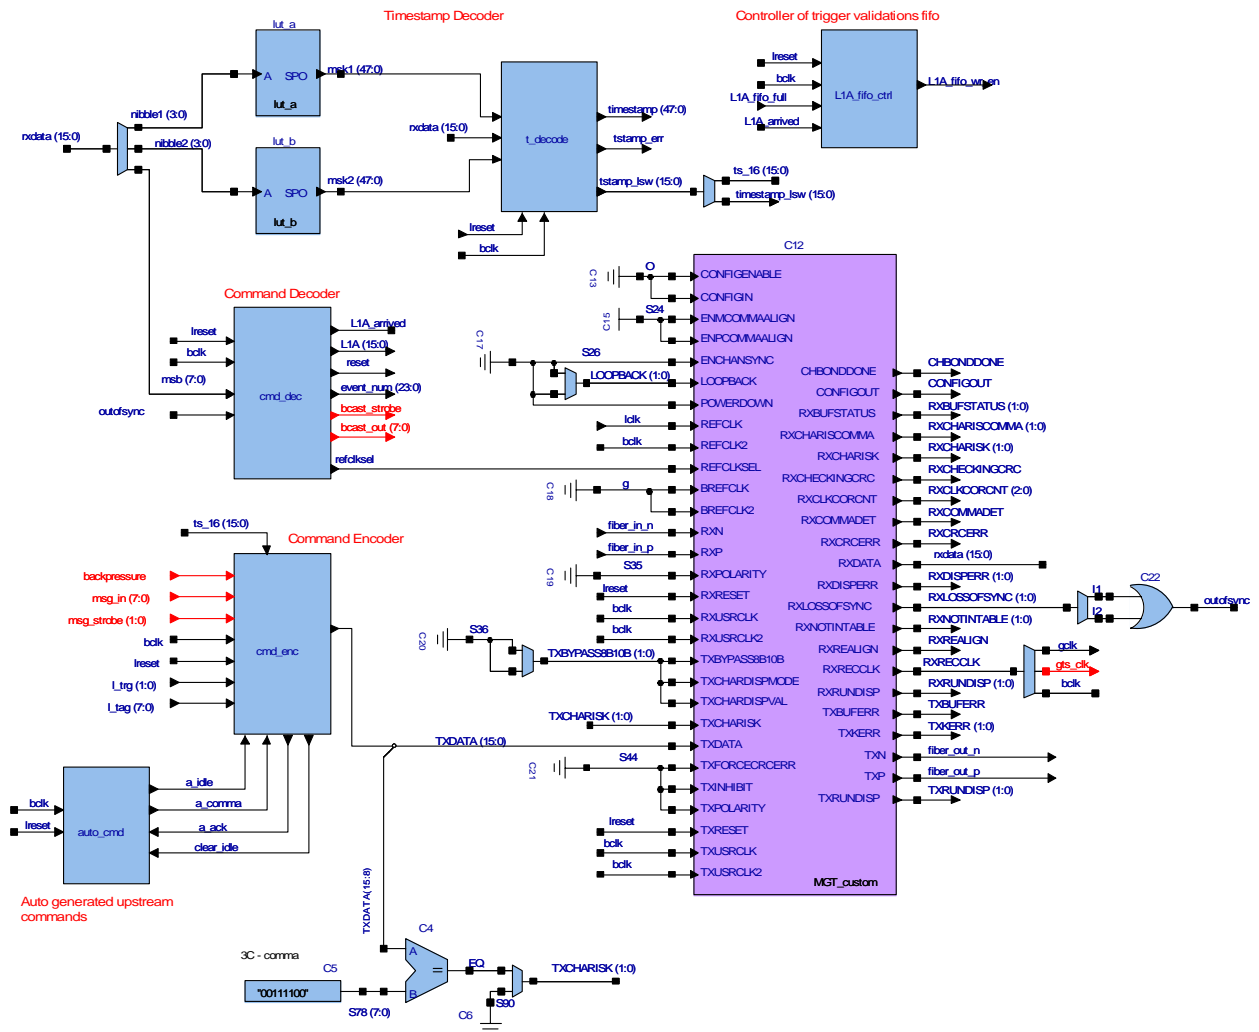 Timestamp Decoder
Controller of trigger validations fifo
lut_a
A
SPO
lut_a
msk1 (47:0)
nibble1 (3:0)
rxdata (15:0)
nibble2 (3:0)
lut_b
A
SPO
lut_b
msk2 (47:0)
rxdata (15:0)
t_decode
timestamp (47:0)
tstamp_err
tstamp_lsw (15:0)
lreset
bclk
ts_16 (15:0)
timestamp_lsw (15:0)
lreset
bclk
L1A_fifo_full
L1A_arrived
L1A_fifo_ctrl
L1A_fifo_wr_en
Command Decoder
lreset
bclk
msb (7:0)
outofsync
cmd_dec
L1A_arrived
L1A (15:0)
reset
event_num (23:0)
bcast_strobe
bcast_out (7:0)
refclksel
Command Encoder
ts_16 (15:0)
backpressure
msg_in (7:0)
msg_strobe (1:0)
bclk
lreset
l_trg (1:0)
l_tag (7:0)
cmd_enc
a_idle
a_comma
a_ack
clear_idle
bclk
lreset
auto_cmd
Auto generated upstream
commands
C12
C13
O
C15
S24
C17
S26
LOOPBACK (1:0)
lclk
bclk
C18
g
fiber_in_n
fiber_in_p
C19
S35
lreset
bclk
bclk
C20
S36
TXBYPASS8B10B (1:0)
TXCHARISK (1:0)
TXDATA (15:0)
C21
S44
lreset
bclk
bclk
CONFIGENABLE
CONFIGIN
ENMCOMMAALIGN
ENPCOMMAALIGN
ENCHANSYNC
LOOPBACK
POWERDOWN
REFCLK
REFCLK2
REFCLKSEL
BREFCLK
BREFCLK2
RXN
RXP
RXPOLARITY
RXRESET
RXUSRCLK
RXUSRCLK2
TXBYPASS8B10B
TXCHARDISPMODE
TXCHARDISPVAL
TXCHARISK
TXDATA
TXFORCECRCERR
TXINHIBIT
TXPOLARITY
TXRESET
TXUSRCLK
TXUSRCLK2
MGT_custom
CHBONDDONE
CONFIGOUT
RXBUFSTATUS
RXCHARISCOMMA
RXCHARISK
RXCHECKINGCRC
RXCLKCORCNT
RXCOMMADET
RXCRCERR
RXDATA
RXDISPERR
RXLOSSOFSYNC
RXNOTINTABLE
RXREALIGN
RXRECCLK
RXRUNDISP
TXBUFERR
TXKERR
TXN
TXP
TXRUNDISP
CHBONDDONE
CONFIGOUT
RXBUFSTATUS (1:0)
RXCHARISCOMMA (1:0)
RXCHARISK (1:0)
RXCHECKINGCRC
RXCLKCORCNT (2:0)
RXCOMMADET
RXCRCERR
rxdata (15:0)
RXDISPERR (1:0)
RXLOSSOFSYNC (1:0)
RXNOTINTABLE (1:0)
RXREALIGN
RXRECCLK
RXRUNDISP (1:0)
TXBUFERR
TXKERR (1:0)
fiber_out_n
fiber_out_p
TXRUNDISP (1:0)
I1
I2
C22
outofsync
gclk
gts_clk
bclk
TXDATA(15:8)
3C - comma
C5
"00111100"
S78 (7:0)
C4
A
B
=
EQ
S90
C6
TXCHARISK (1:0)